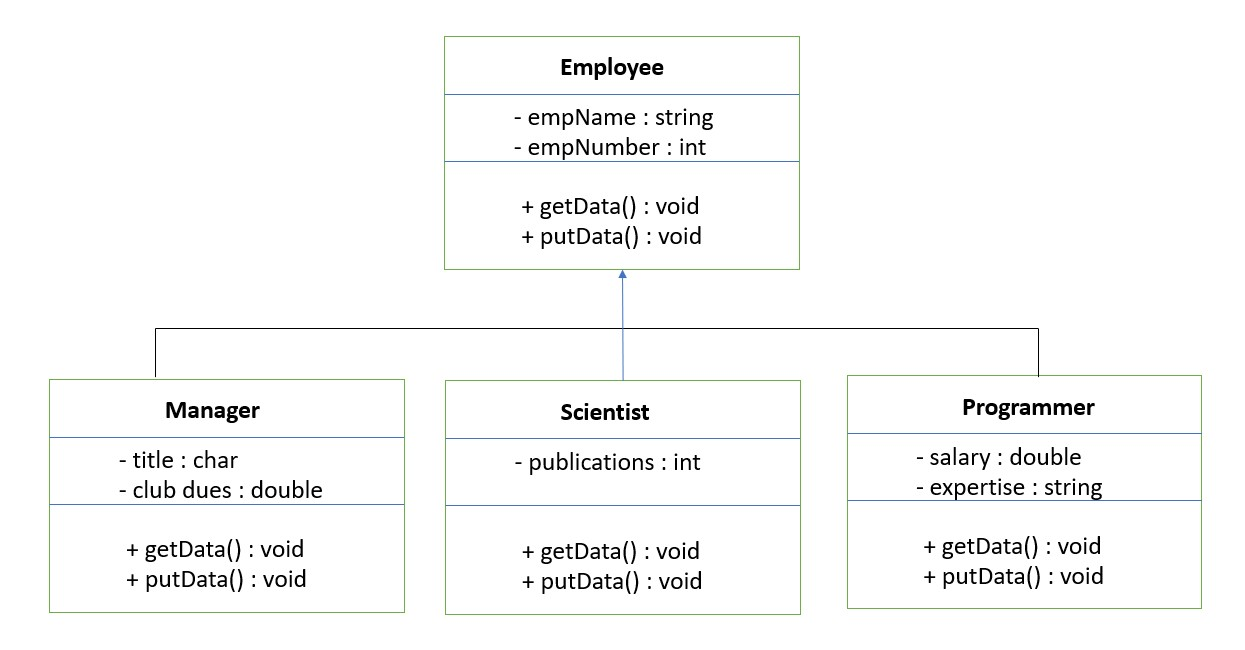 Employee
- empName : string
- empNumber : int
+ getData() : void
+ putData() : void
Manager
- title : char
- club dues : double
+ getData() : void
+ putData() : void
Scientist
- publications : int
+ getData() : void
+ putData() : void
Programmer
- salary : double
- expertise : string
+ getData() : void
+ putData() : void